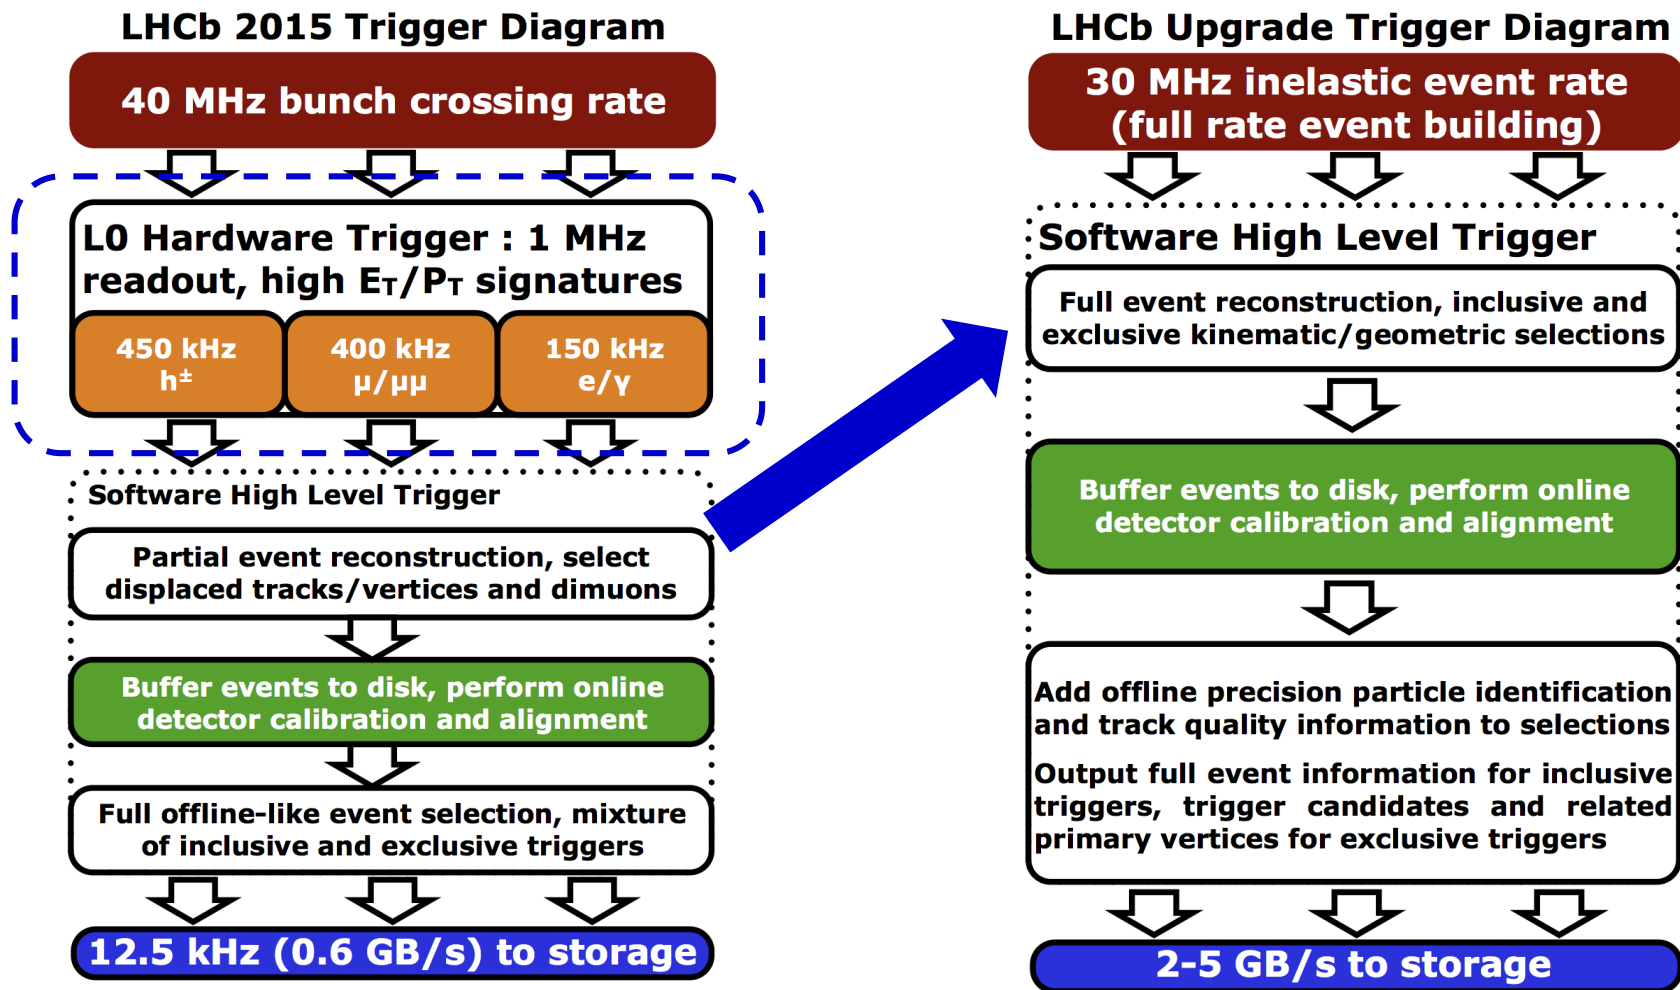 LHCb 2015 Trigger Diagram
40 MHz bunch crossing rate
L0 Hardware Trigger : 1 MHz
readout, high ET/PT signatures
450 kHz
h±
400 kHz
μ/μμ
150 kHz
e/γ
Software High Level Trigger
Partial event reconstruction, select
displaced tracks/vertices and dimuons
Buffer events to disk, perform online
detector calibration and alignment
Full offline-like event selection, mixture
of inclusive and exclusive triggers
12.5 kHz (0.6 GB/s) to storage
LHCb Upgrade Trigger Diagram
30 MHz inelastic event rate
(full rate event building)
Software High Level Trigger
Full event reconstruction, inclusive and
exclusive kinematic/geometric selections
Buffer events to disk, perform online
detector calibration and alignment
Add offline precision particle identification
and track quality information to selections
Output full event information for inclusive
triggers, trigger candidates and related
primary vertices for exclusive triggers
2-5 GB/s to storage